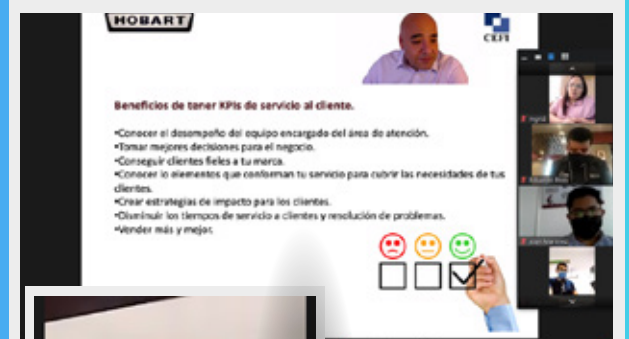 HOBART
CEFI
Beneficios de tener KPIs de servicio al cliente.
•Conocer el desempeño del equipo encargado del área de atención.
•Tomar mejores decisiones para el negocio.
•Conseguir clientes fieles a tu marca.
•Conocer lo elementos que conforman tu servicio para cubrir las necesidades de tus
clientes.
•Crear estrategias de impacto para los clientes.
•Disminuir los tiempos de servicio a clientes y resolución de problemas.
•Vender más y mejor.
Ingrid